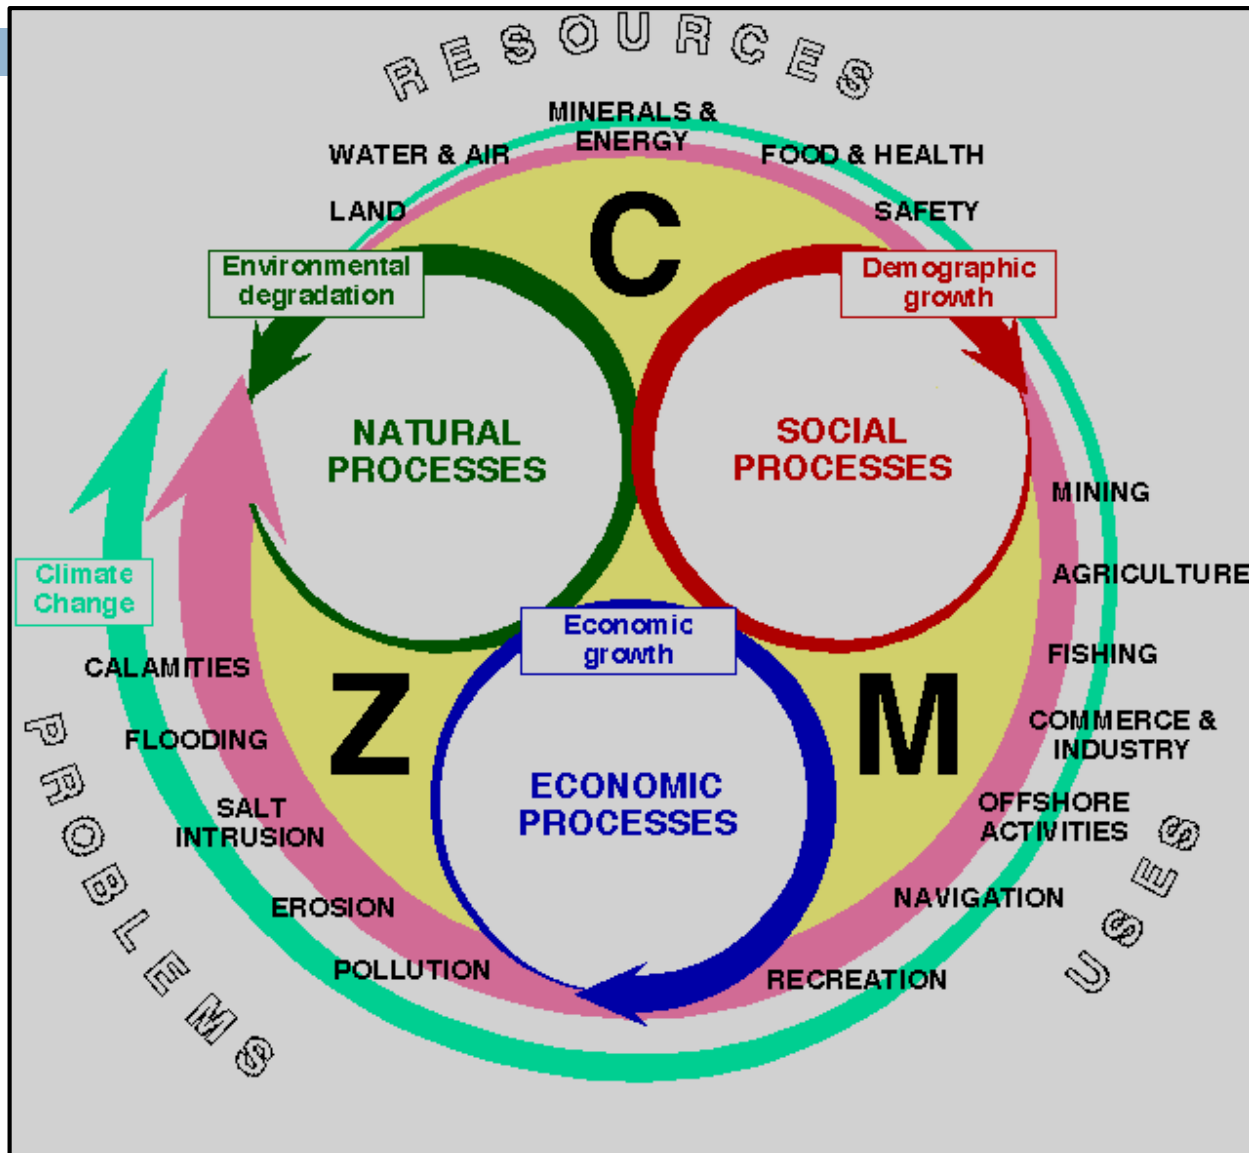 RESOURCES
MINERALS &
ENERGY
WATER & AIR
FOOD & HEALTH
LAND
SAFETY
C
Environmental
degradation
Demographic
growth
NATURAL
PROCESSES
SOCIAL
PROCESSES
MINING
AGRICULTURE
Climate
Change
Economic
growth
CALAMITIES
FISHING
Z
M
FLOODING
COMMERCE &
INDUSTRY
ECONOMIC
PROCESSES
SALT
INTRUSION
OFFSHORE
ACTIVITIES
EROSION
NAVIGATION
POLLUTION
RECREATION
PROBLEMS
USES